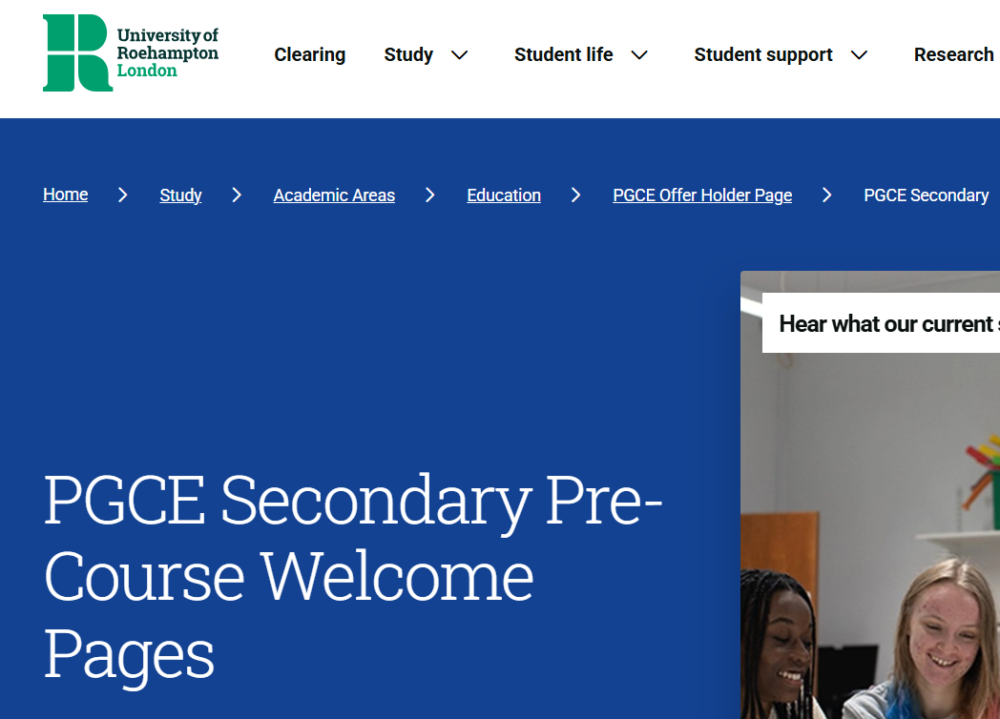 University of
Roehampton
London
Clearing Study Student life Student support Research
Home Study Academic Areas Education PGCE Offer Holder Page PGCE Secondary
Hear what our current
PGCE Secondary Pre-
Course Welcome
Pages